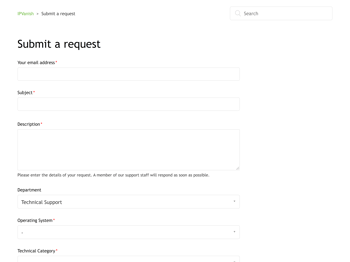 IPVanish > Submit a request
Search
Submit a request
Your email address*
Subject*
Description*
Please enter the details of your request. A member of our support staff will respond as soon as possible.
Department
Technical Support
Operating System*
-
Technical Category*